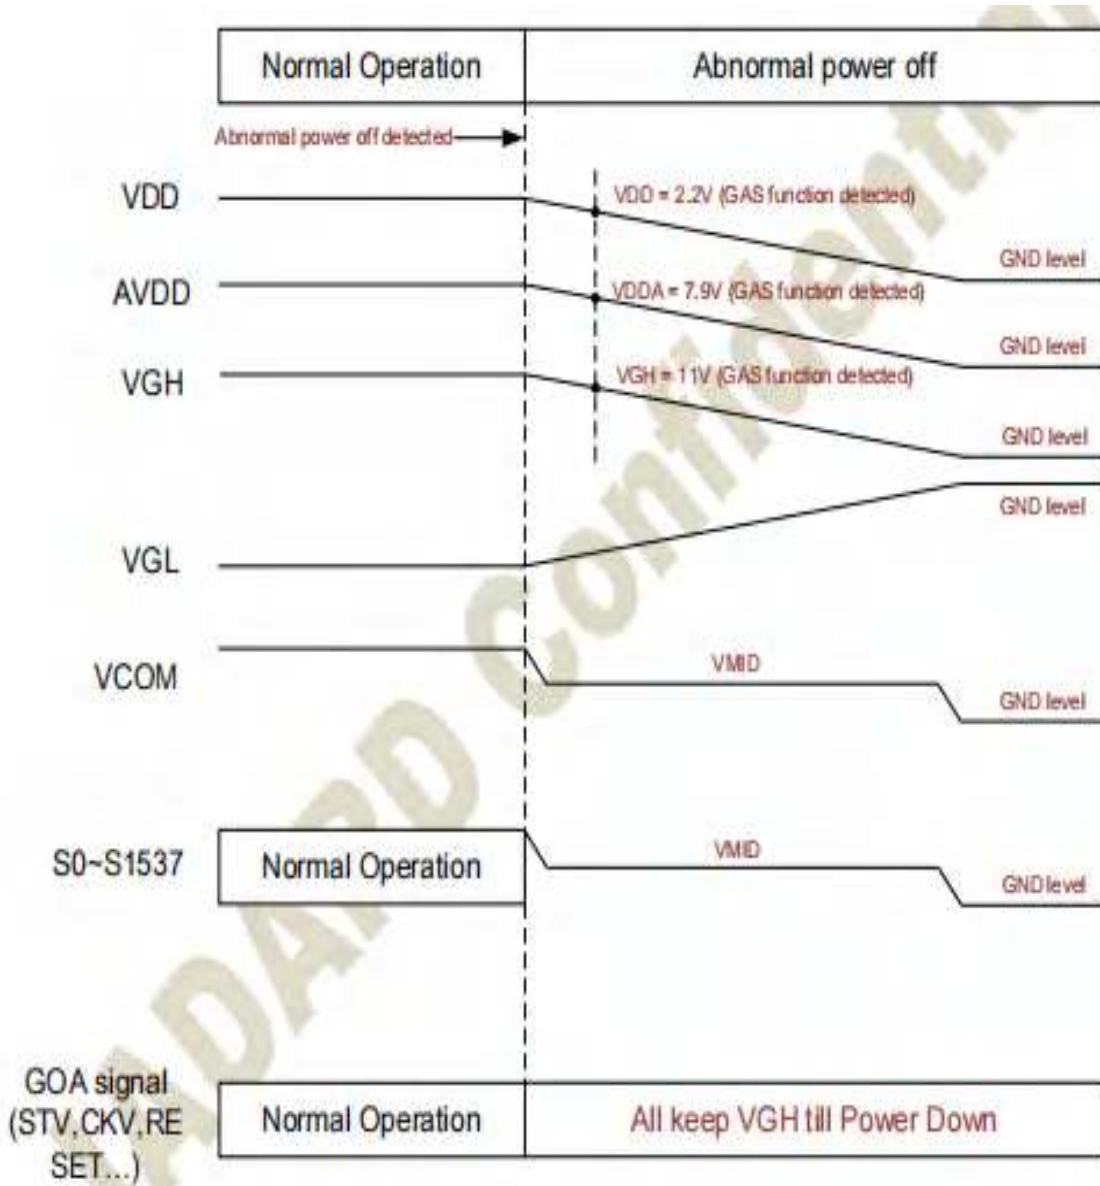 Normal Operation
Abnormal power off
Abnormal power off detected
VDD
VDD = 2.2V (GAS function detected)
GND level
AVDD
VDDA = 7.9V (GAS function detected)
GND level
VGH
VGH = 11V (GAS function detected)
GND level
GND level
VGL
VCOM
VMID
GND level
S0~S1537
Normal Operation
VMID
GND level
GOA signal
(STV,CKV,RE
SET...)
Normal Operation
All keep VGH till Power Down
ADARD Confidential